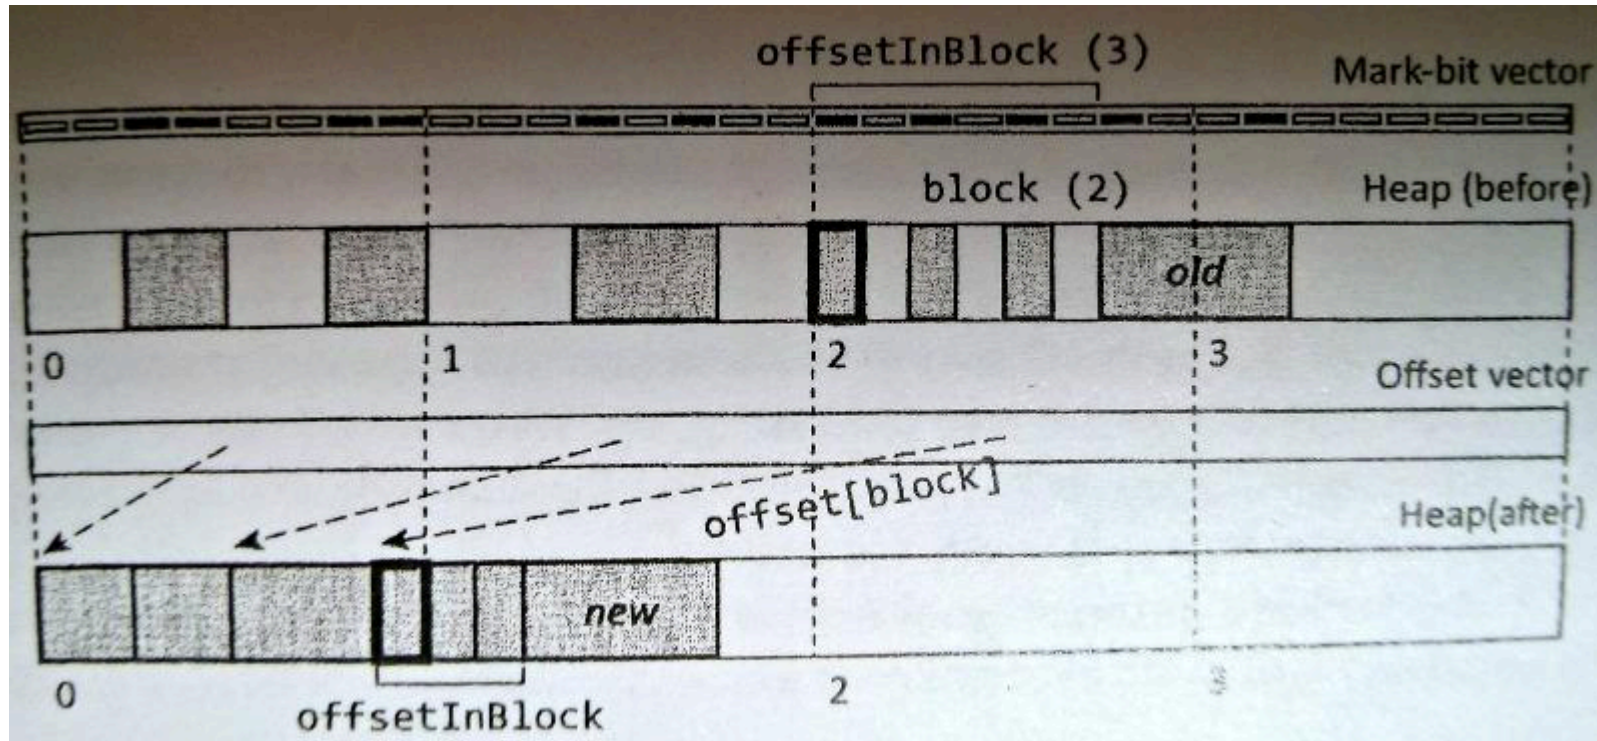 offsetInBlock (3)
Mark-bit vector
block (2)
Heap (before)
old
0
1
2
3
Offset vector
offset[block]
Heap(after)
new
0
2
offsetInBlock